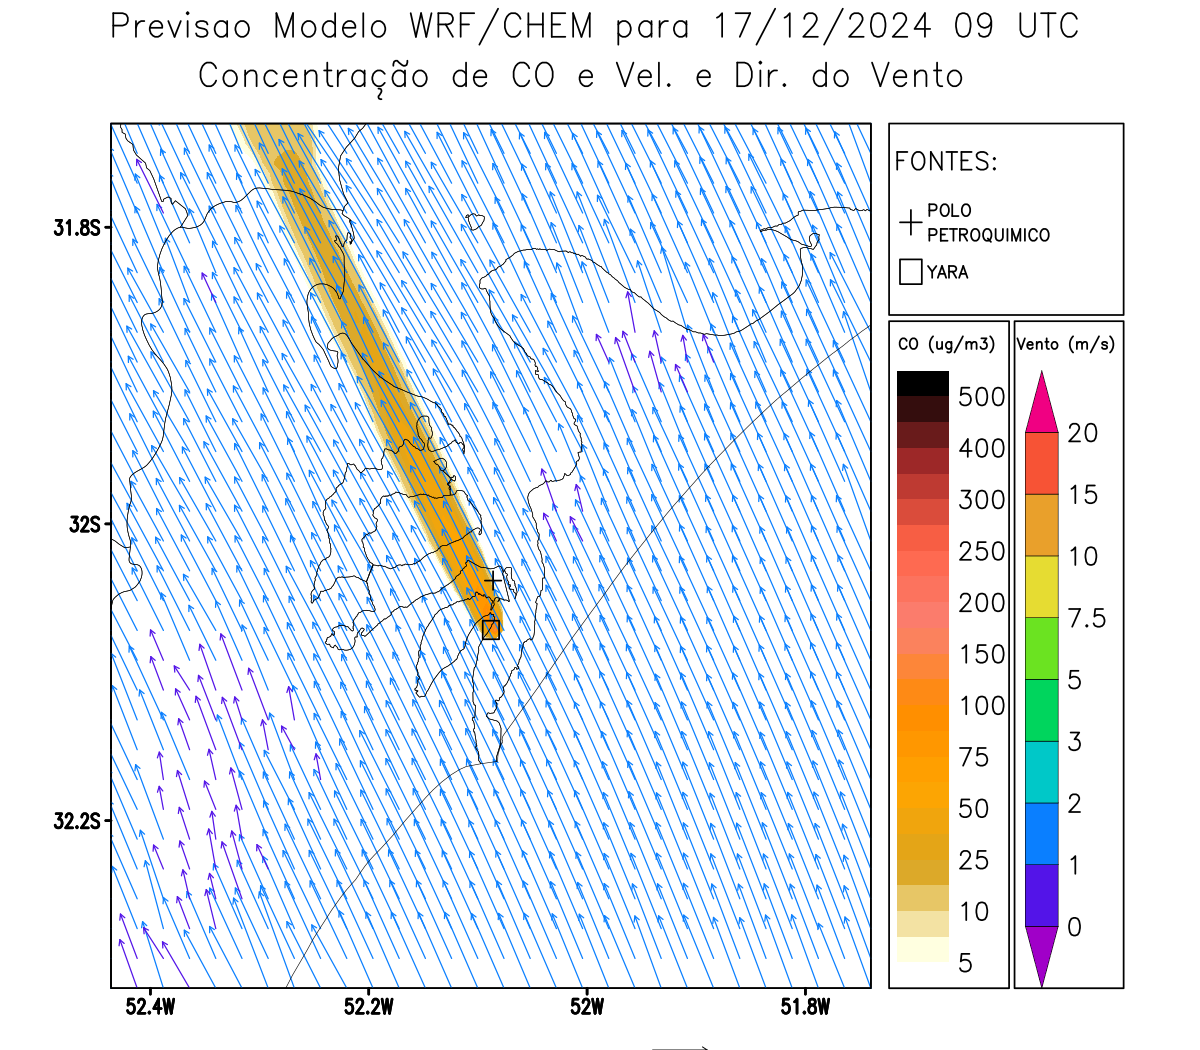 Previsao Modelo WRF/CHEM para 17/12/2024 09 UTC
Concentração de CO e Vel. e Dir. do Vento
FONTES:
POLO
PETROQUIMICO
YARA
31.8S
32S
32.2S
52.4W
52.2W
52W
51.8W
CO (ug/m3)
500
400
300
250
200
150
100
75
50
25
10
5
Vento (m/s)
20
15
10
7.5
5
3
2
1
0